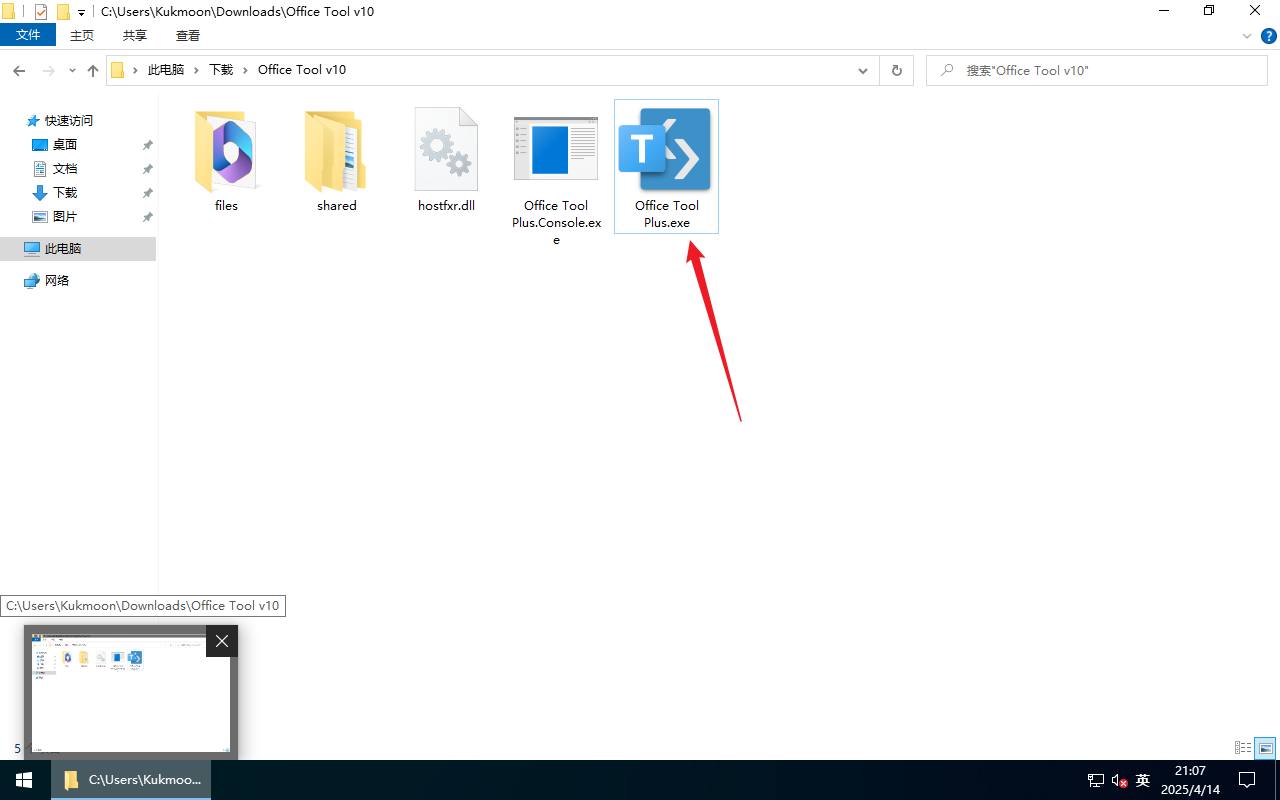 C:\Users\Kukmoon\Downloads\Office Tool v10
文件 主页 共享 查看
此电脑 下载 Office Tool v10
搜索"Office Tool v10"
快速访问
桌面
文档
下载
图片
此电脑
网络
files
shared
hostfxr.dll
Office Tool
Plus.Console.ex
e
T
Office Tool
Plus.exe
C:\Users\Kukmoon\Downloads\Office Tool v10
5
C:\Users\Kukmoo...
英
21:07
2025/4/14